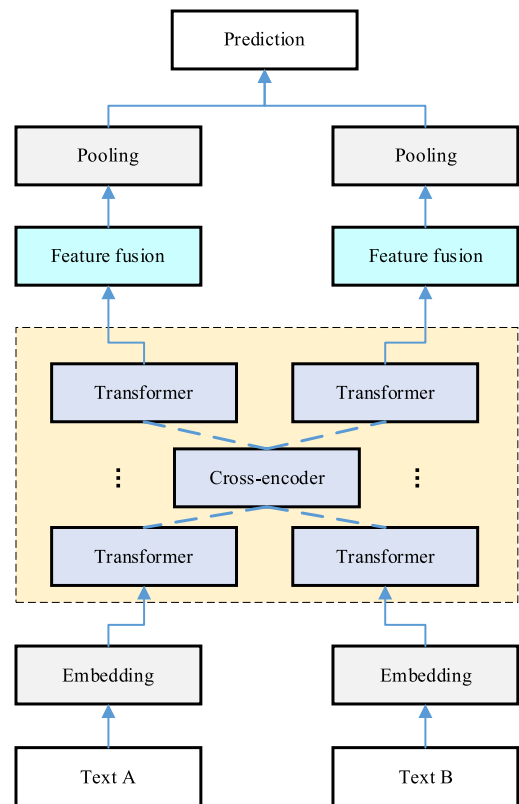 Prediction
Pooling
Pooling
Feature fusion
Feature fusion
Transformer
Transformer
Cross-encoder
Transformer
Transformer
Embedding
Embedding
Text A
Text B